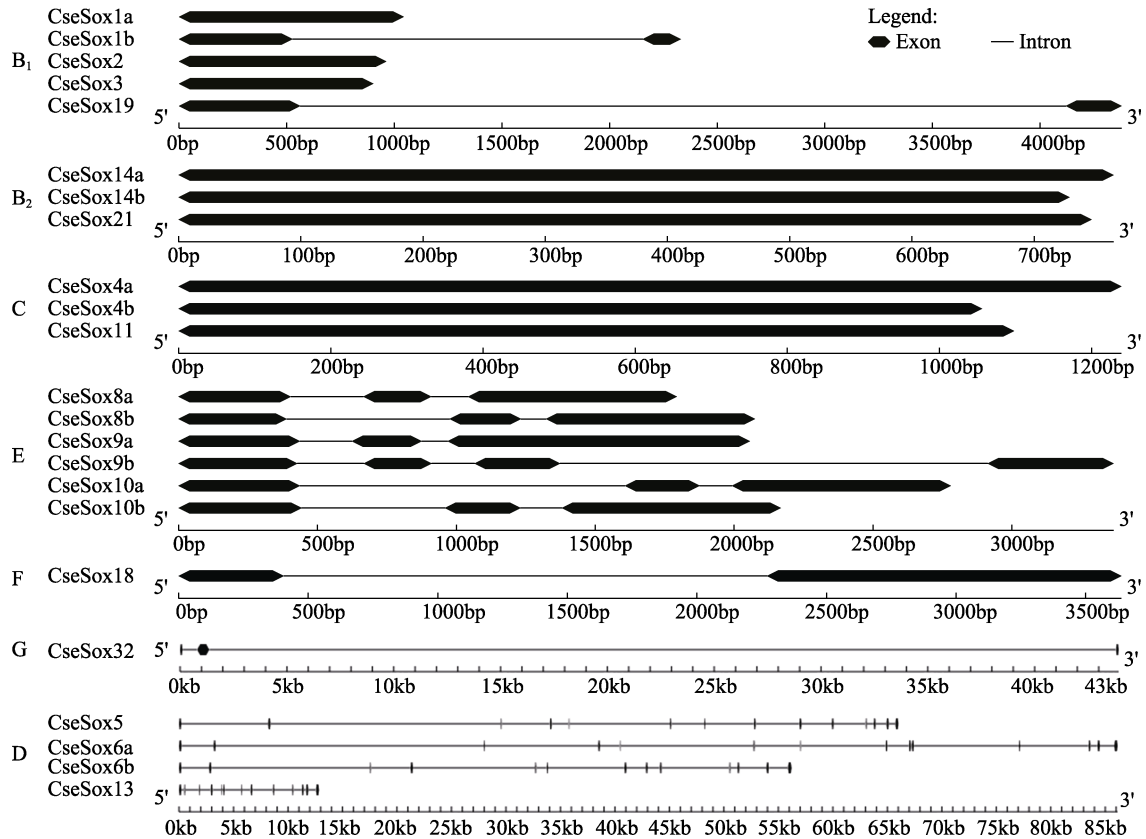 CseSox1a
Legend:
CseSox1b
Exon
Intron
B₁
CseSox2
CseSox3
CseSox19
5'
3'
0bp 500bp 1000bp 1500bp 2000bp 2500bp 3000bp 3500bp 4000bp
CseSox14a
B₂
CseSox14b
CseSox21
5'
3'
0bp 100bp 200bp 300bp 400bp 500bp 600bp 700bp
CseSox4a
C
CseSox4b
CseSox11
5'
3'
0bp 200bp 400bp 600bp 800bp 1000bp 1200bp
CseSox8a
CseSox8b
CseSox9a
E
CseSox9b
CseSox10a
CseSox10b
5'
3'
0bp 500bp 1000bp 1500bp 2000bp 2500bp 3000bp
F
CseSox18
5'
3'
0bp 500bp 1000bp 1500bp 2000bp 2500bp 3000bp 3500bp
G
CseSox32
5'
3'
0kb 5kb 10kb 15kb 20kb 25kb 30kb 35kb 40kb 43kb
CseSox5
D
CseSox6a
CseSox6b
CseSox13
5'
3'
0kb 5kb 10kb 15kb 20kb 25kb 30kb 35kb 40kb 45kb 50kb 55kb 60kb 65kb 70kb 75kb 80kb 85kb